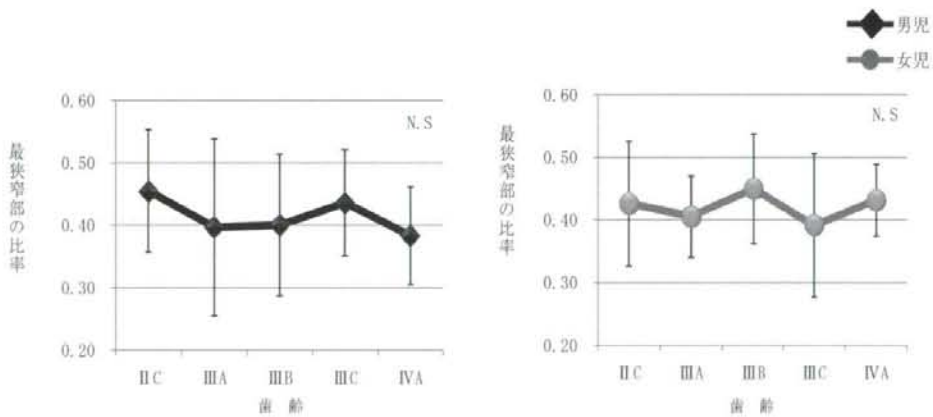 男児
女児
最狭窄部の比率
0.60
0.50
0.40
0.30
0.20
N.S
ⅡC
ⅢA
ⅢB
ⅢC
ⅣA
歯 齢
最狭窄部の比率
0.60
0.50
0.40
0.30
0.20
N.S
ⅡC
ⅢA
ⅢB
ⅢC
ⅣA
歯 齢